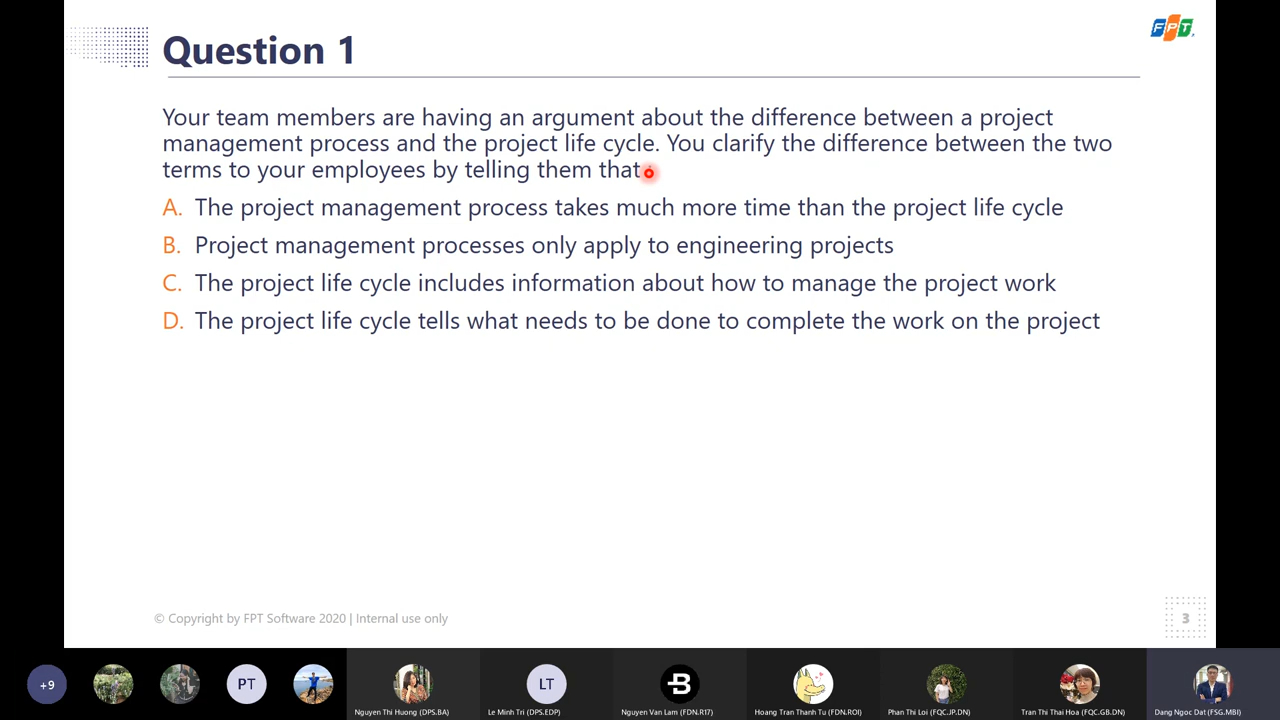 FPT
Question 1
Your team members are having an argument about the difference between a project
management process and the project life cycle. You clarify the difference between the two
terms to your employees by telling them that
A. The project management process takes much more time than the project life cycle
B. Project management processes only apply to engineering projects
C. The project life cycle includes information about how to manage the project work
D. The project life cycle tells what needs to be done to complete the work on the project
© Copyright by FPT Software 2020 | Internal use only
3
+9
PT
LT
B
Nguyen Thi Huong (DPS.BA)
Le Minh Tri (DPS.EDP)
Nguyen Van Lam (FDN.R17)
Hoang Tran Thanh Tu (FDN.ROI)
Phan Thi Loi (FQC.JP.DN)
Tran Thi Thai Hoa (FQC.GB.DN)
Dang Ngoc Dat (FSG.MBI)